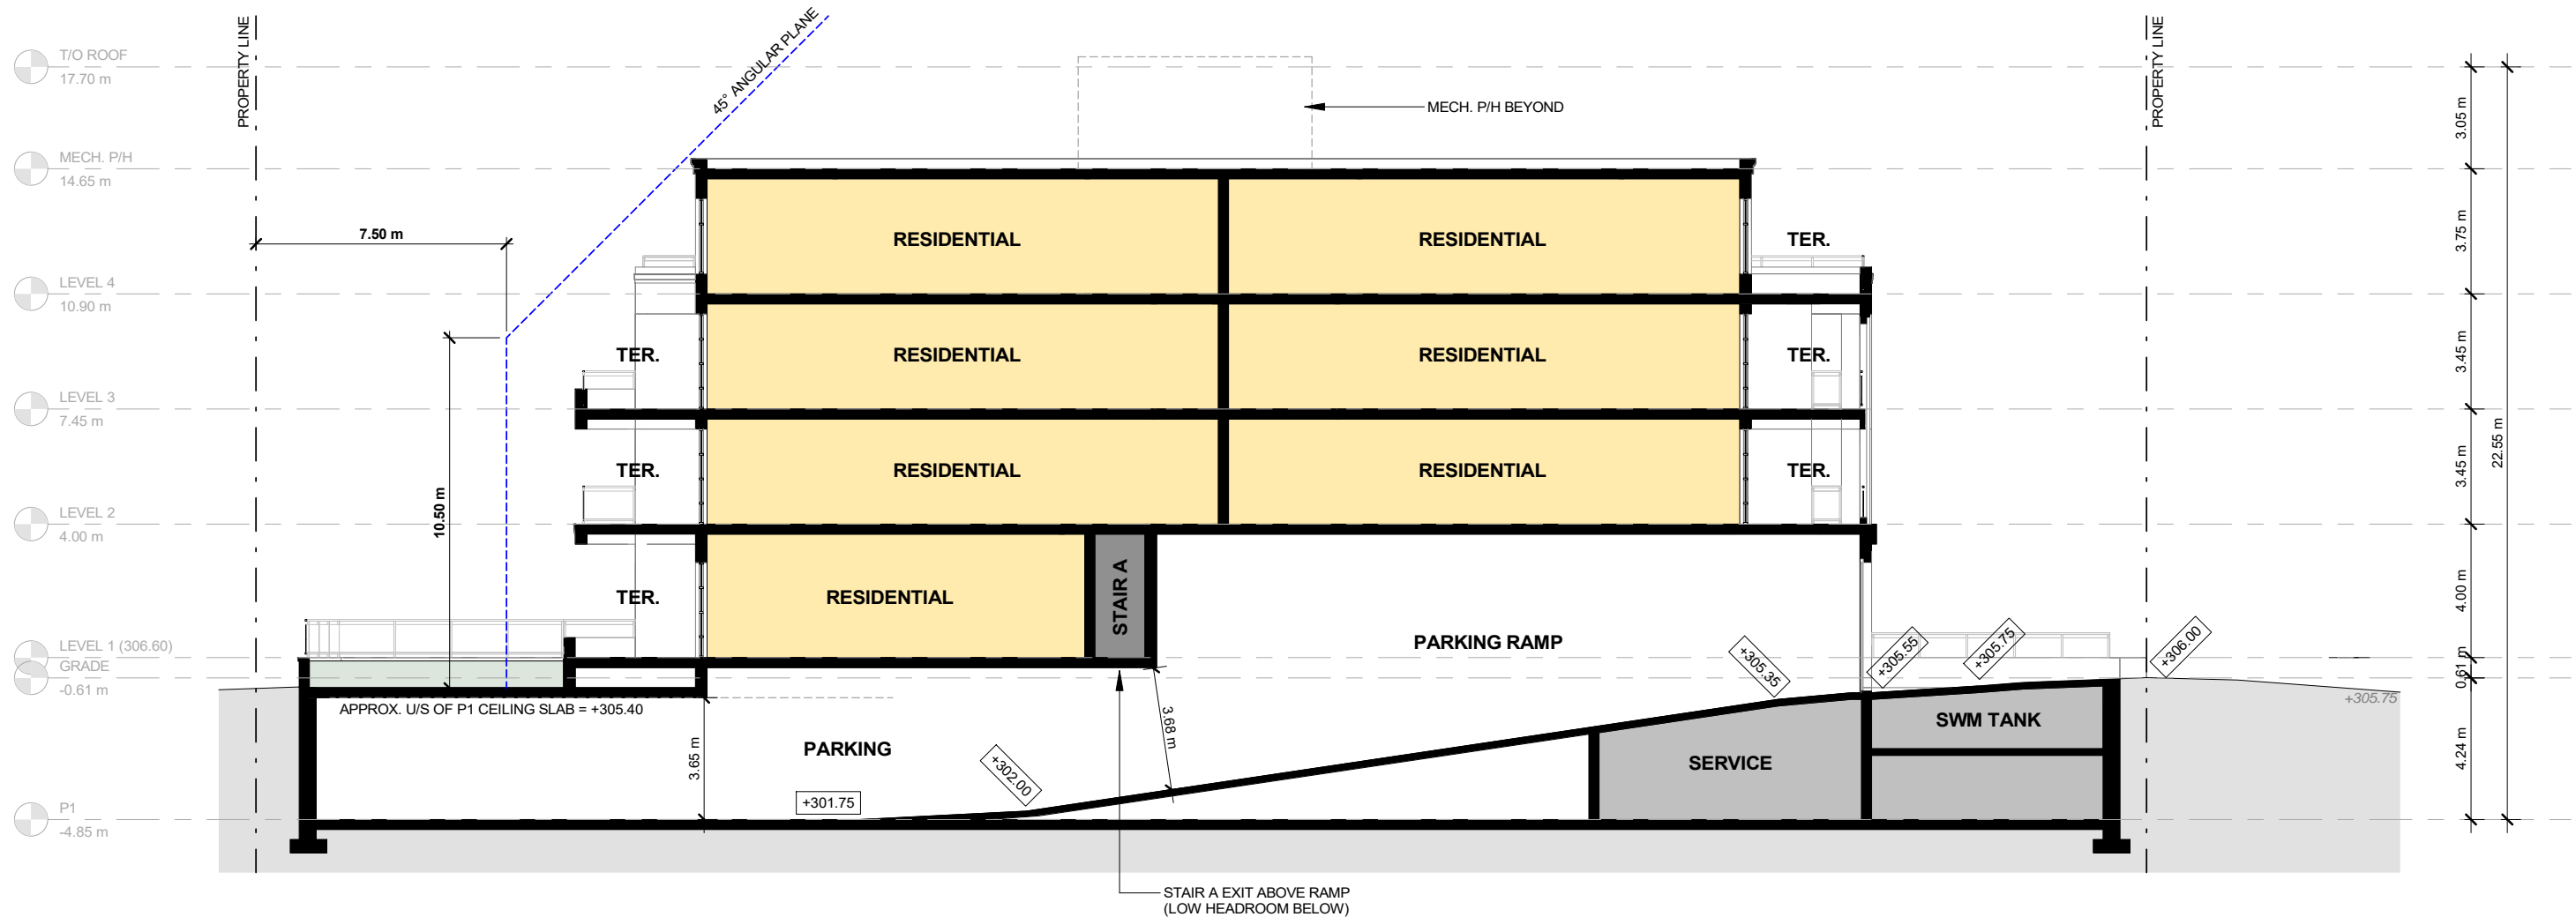 T/O ROOF
17.70 m
MECH. P/H
14.65 m
LEVEL 4
10.90 m
LEVEL 3
7.45 m
LEVEL 2
4.00 m
LEVEL 1 (306.60)
GRADE
-0.61 m
P1
-4.85 m
PROPERTY LINE
45° ANGULAR PLANE
7.50 m
10.50 m
MECH. P/H BEYOND
PROPERTY LINE
RESIDENTIAL
RESIDENTIAL
TER.
TER.
RESIDENTIAL
RESIDENTIAL
TER.
TER.
RESIDENTIAL
RESIDENTIAL
TER.
TER.
RESIDENTIAL
STAIR A
PARKING RAMP
+305.35
+305.55
+305.75
+306.00
+305.75
APPROX. U/S OF P1 CEILING SLAB = +305.40
3.65 m
PARKING
+301.75
+302.00
3.68 m
SERVICE
SWM TANK
STAIR A EXIT ABOVE RAMP
(LOW HEADROOM BELOW)
3.05 m
3.75 m
3.45 m
3.45 m
4.00 m
0.61 m
4.24 m
22.55 m